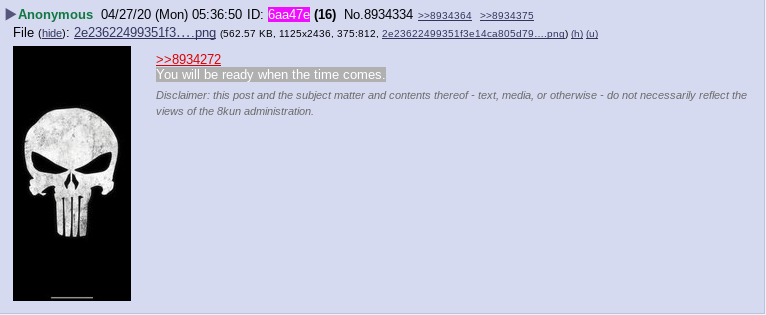 ▶Anonymous 04/27/20 (Mon) 05:36:50 ID: 6aa47e (16) No.8934334 >>8934364 >>8934375
File (hide): 2e23622499351f3….png (562.57 KB, 1125x2436, 375:812, 2e23622499351f3e14ca805d79….png) (h) (u)
>>8934272
You will be ready when the time comes.
Disclaimer: this post and the subject matter and contents thereof - text, media, or otherwise - do not necessarily reflect the
views of the 8kun administration.